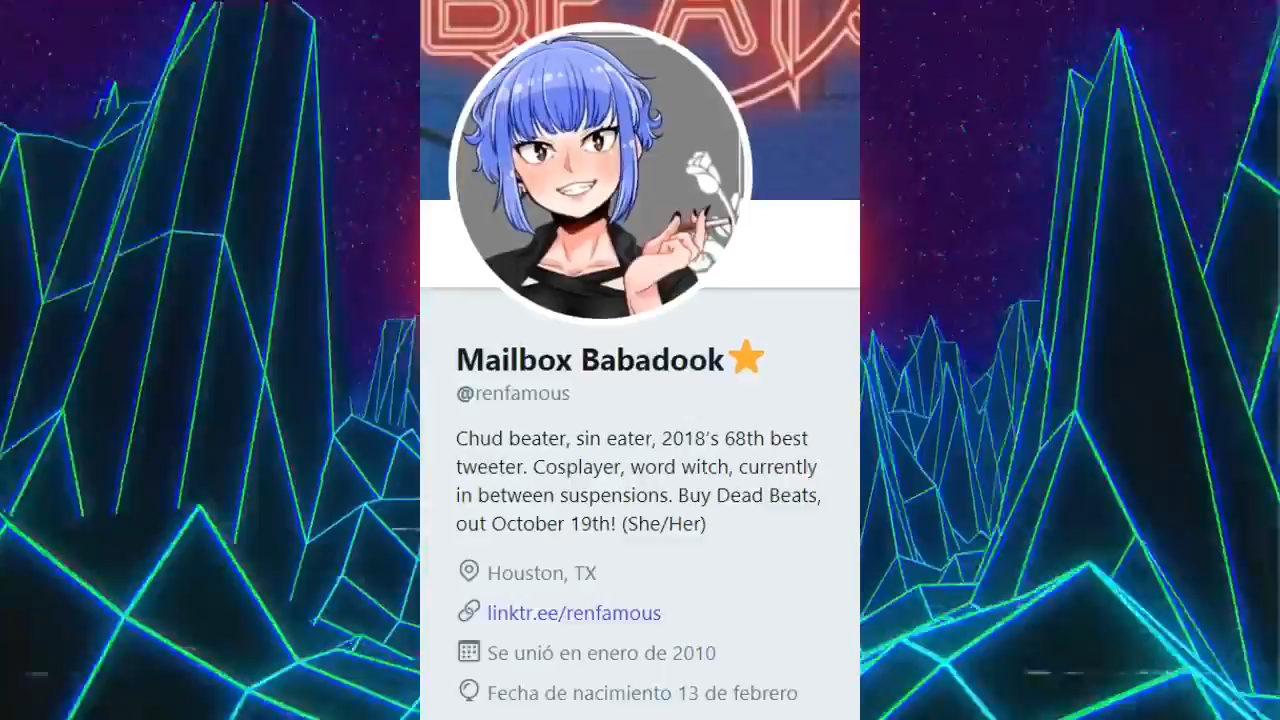 BEATS
Mailbox Babadook⭐
@renfamous
Chud beater, sin eater, 2018's 68th best
tweeter. Cosplayer, word witch, currently
in between suspensions. Buy Dead Beats,
out October 19th! (She/Her)
Houston, TX
linktr.ee/renfamous
Se unió en enero de 2010
Fecha de nacimiento 13 de febrero